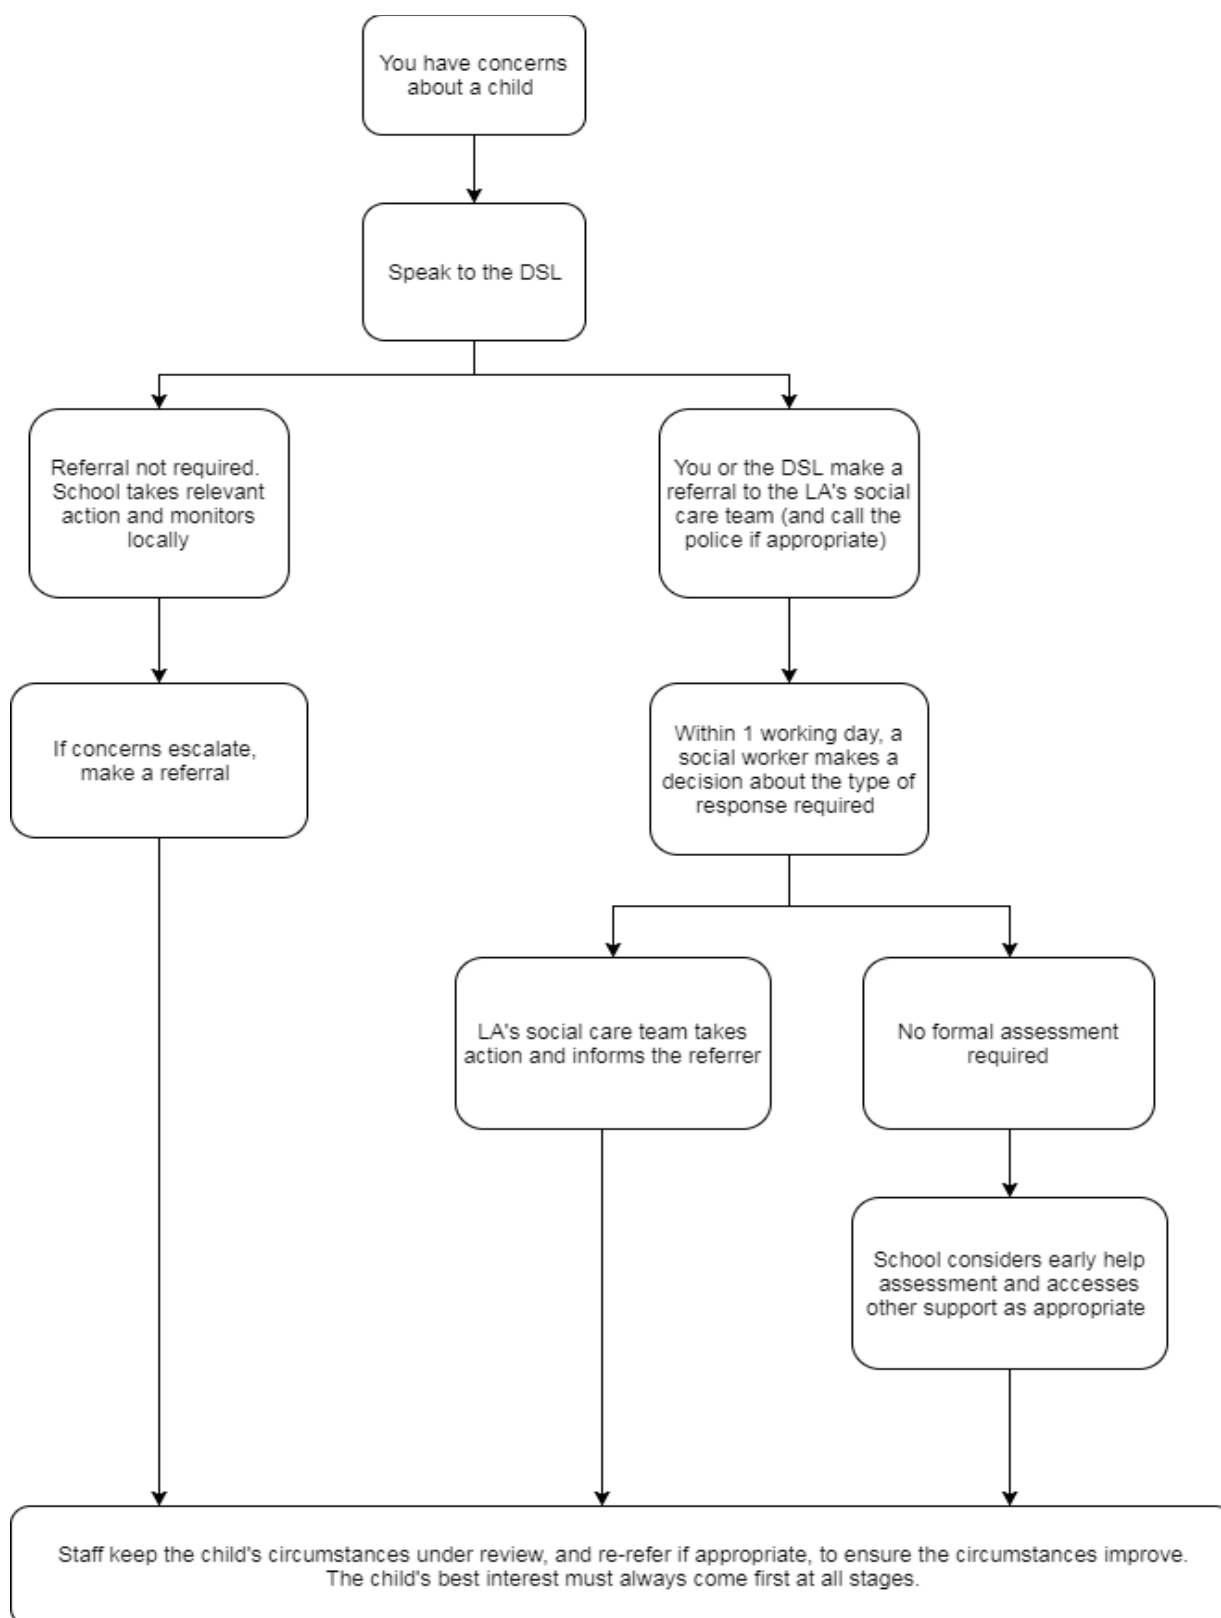 You have concerns
about a child
Speak to the DSL
Referral not required.
School takes relevant
action and monitors
locally
You or the DSL make a
referral to the LA's social
care team (and call the
police if appropriate)
If concerns escalate,
make a referral
Within 1 working day, a
social worker makes a
decision about the type of
response required
LA's social care team takes
action and informs the referrer
No formal assessment
required
School considers early help
assessment and accesses
other support as appropriate
Staff keep the child's circumstances under review, and re-refer if appropriate, to ensure the circumstances improve.
The child's best interest must always come first at all stages.